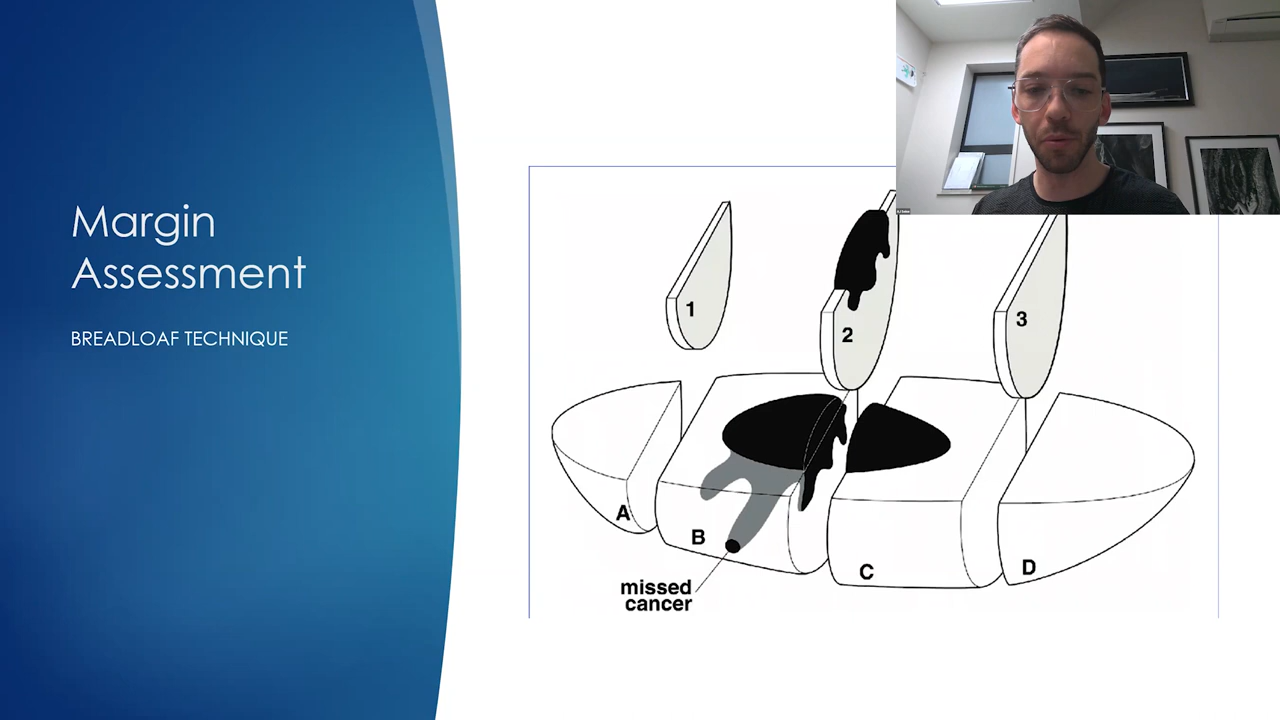 Margin
Assessment
BREADLOAF TECHNIQUE
1
2
3
A
B
C
D
missed
cancer